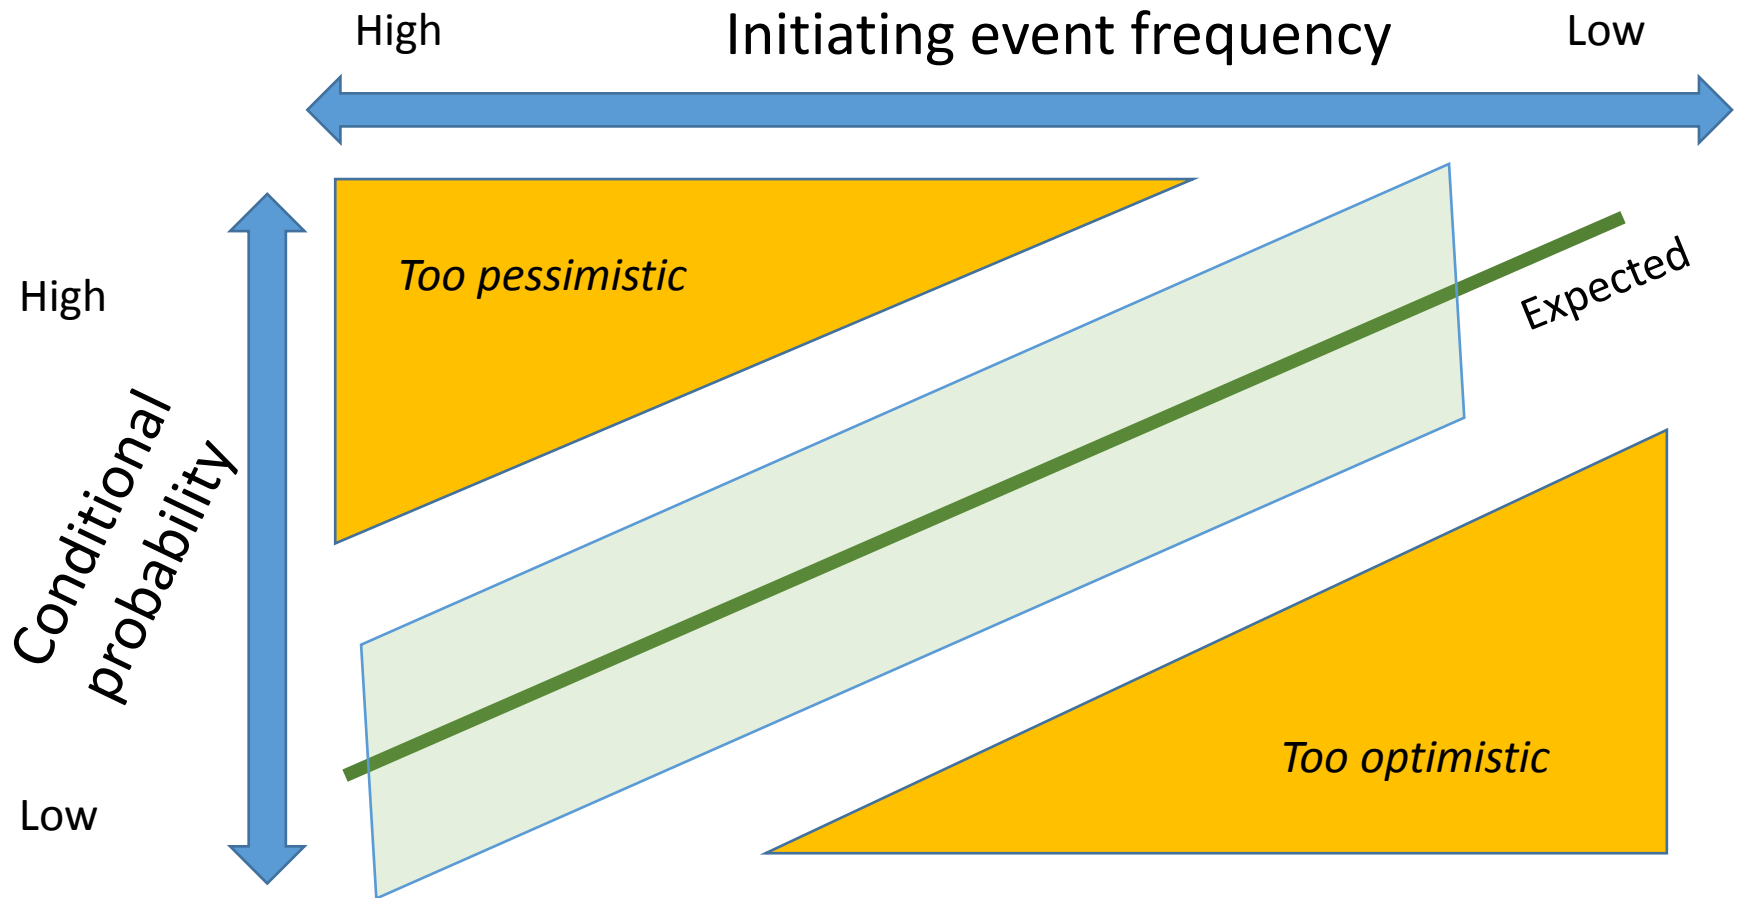 High
Initiating event frequency
Low
Too pessimistic
High
Expected
Conditional
probability
Too optimistic
Low